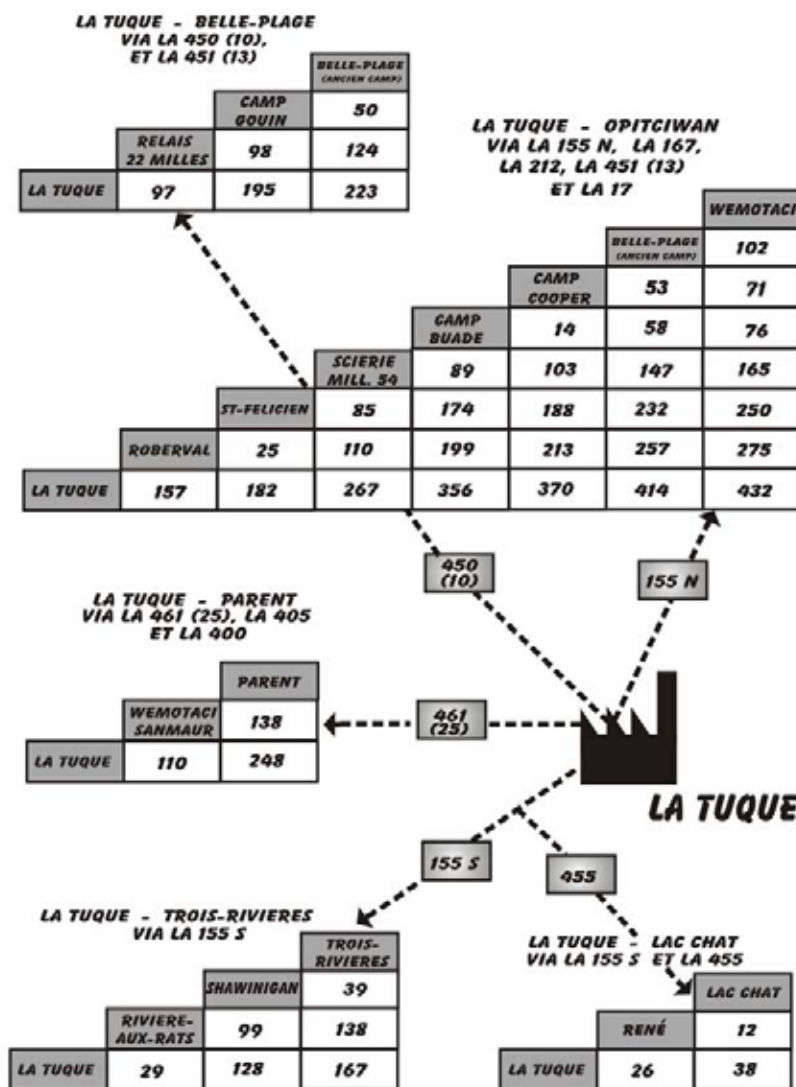 LA TUQUE - BELLE-PLAGE
VIA LA 450 (10),
ET LA 451 (13)
BELLE-PLAGE
(ANCIEN CAMP)
CAMP
GOUIN
50
RELAIS
22 MILLES
98
124
LA TUQUE
97
195
223
LA TUQUE - OPITCIWAN
VIA LA 155 N, LA 167,
LA 212, LA 451 (13)
ET LA 17
WEMOTACI
BELLE-PLAGE
(ANCIEN CAMP)
102
CAMP
COOPER
53
71
CAMP
BUADE
14
58
76
SCIERIE
MILL. 54
89
103
147
165
ST-FELICIEN
85
174
188
232
250
ROBERVAL
25
110
199
213
257
275
LA TUQUE
157
182
267
356
370
414
432
450
(10)
155 N
LA TUQUE - PARENT
VIA LA 461 (25), LA 405
ET LA 400
PARENT
WEMOTACI
SANMAUR
138
LA TUQUE
110
248
461
(25)
LA TUQUE
155 S
455
LA TUQUE - TROIS-RIVIERES
VIA LA 155 S
TROIS-
RIVIERES
SHAWINIGAN
39
RIVIERE-
AUX-RATS
99
138
LA TUQUE
29
128
167
LA TUQUE - LAC CHAT
VIA LA 155 S ET LA 455
LAC CHAT
RENÉ
12
LA TUQUE
26
38